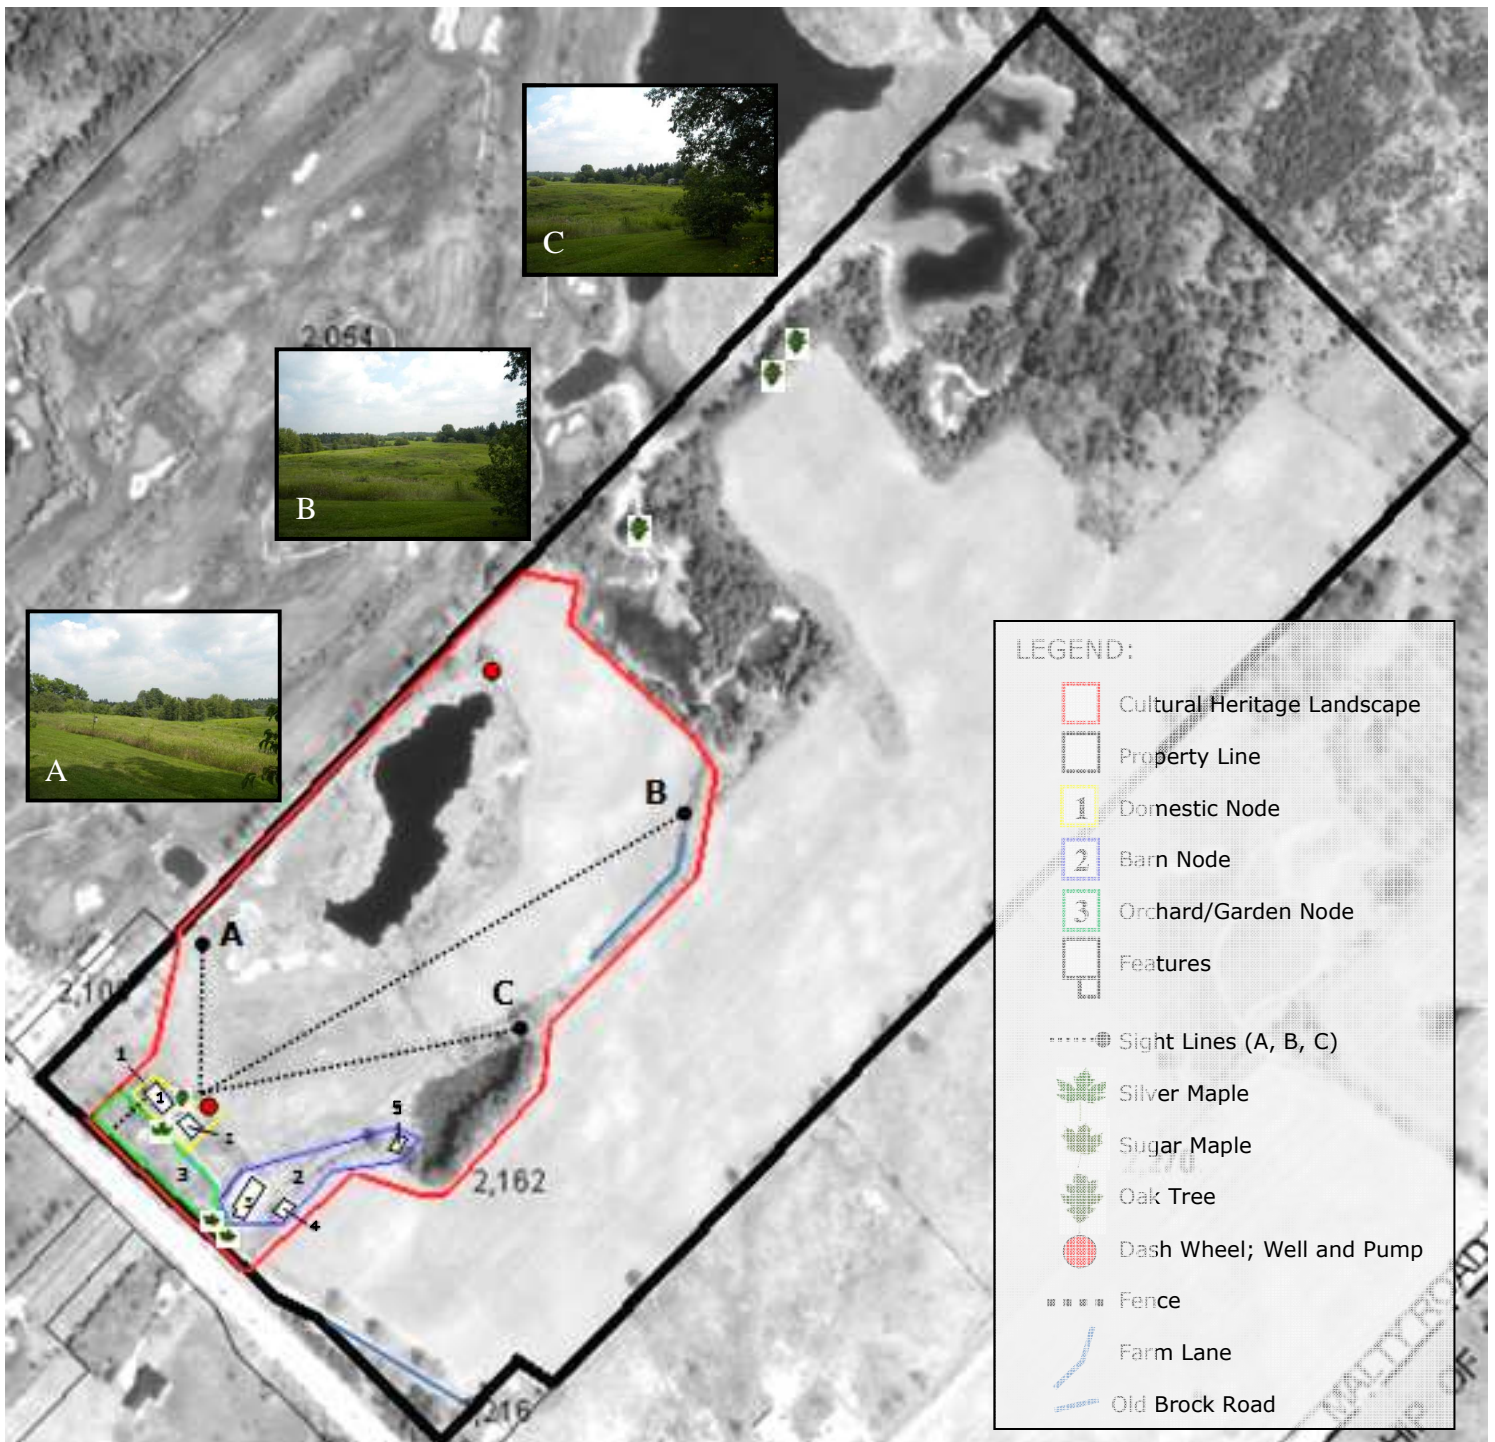 C
2,054
B
A
B
A
2,10
C
1
1
5
3
2
4
2,162
,216
LEGEND:
Cultural Heritage Landscape
Property Line
1 Domestic Node
2 Barn Node
3 Orchard/Garden Node
Features
Sight Lines (A, B, C)
Silver Maple
Sugar Maple
Oak Tree
Dash Wheel; Well and Pump
Fence
Farm Lane
Old Brock Road